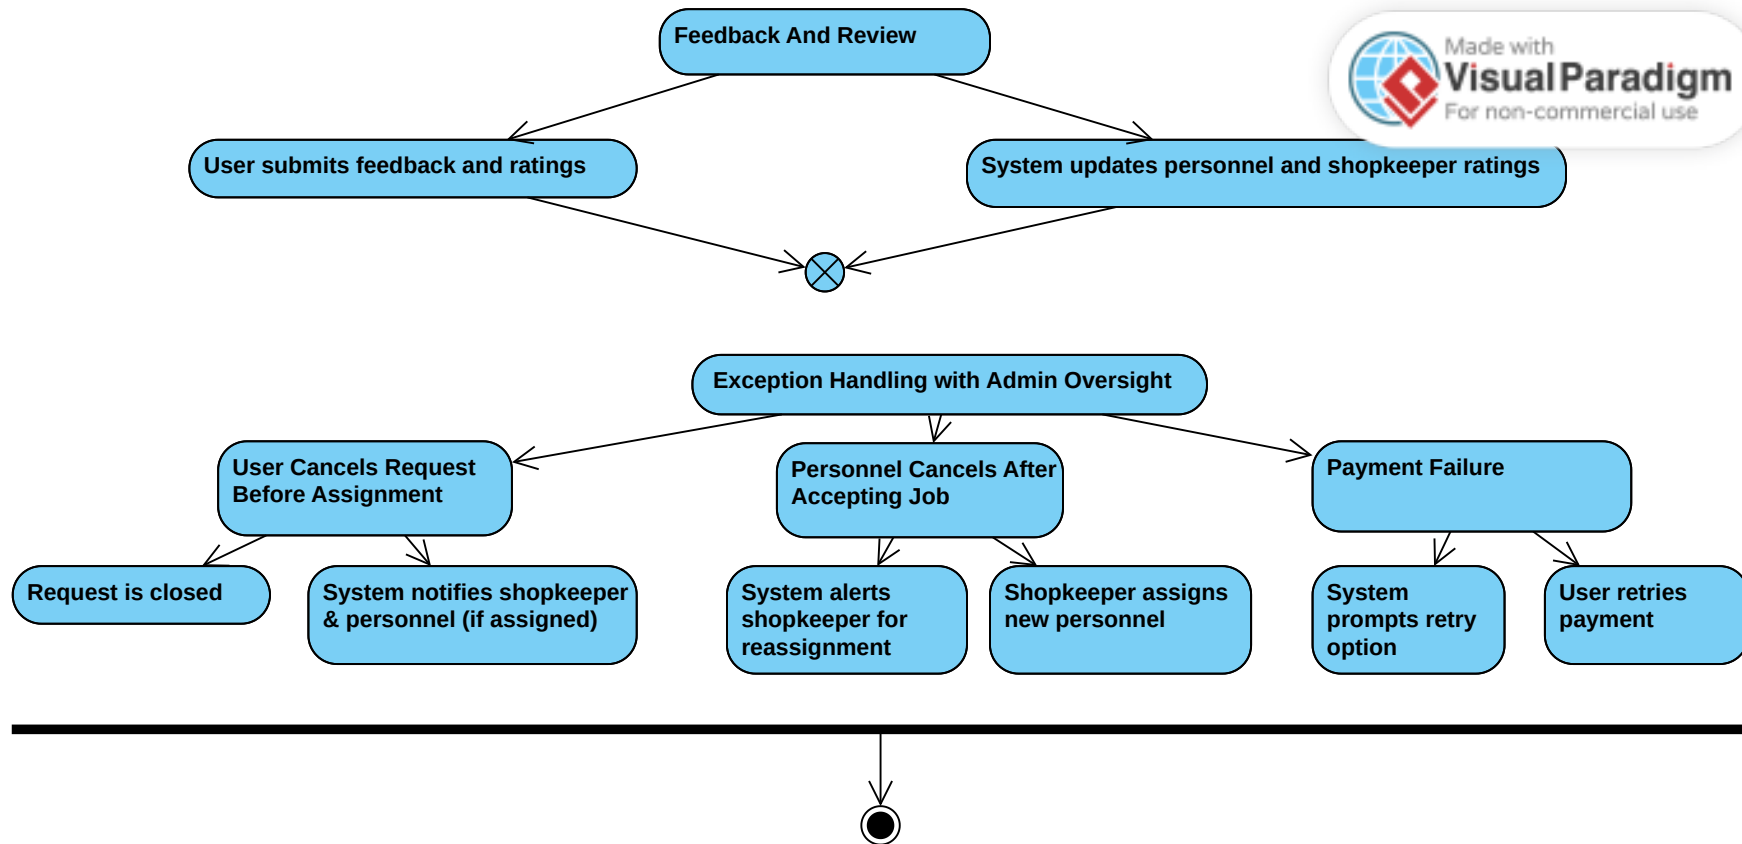 Feedback And Review
Made with
Visual Paradigm
For non-commercial use
User submits feedback and ratings
System updates personnel and shopkeeper ratings
Exception Handling with Admin Oversight
User Cancels Request
Before Assignment
Personnel Cancels After
Accepting Job
Payment Failure
Request is closed
System notifies shopkeeper
& personnel (if assigned)
System alerts
shopkeeper for
reassignment
Shopkeeper assigns
new personnel
System
prompts retry
option
User retries
payment